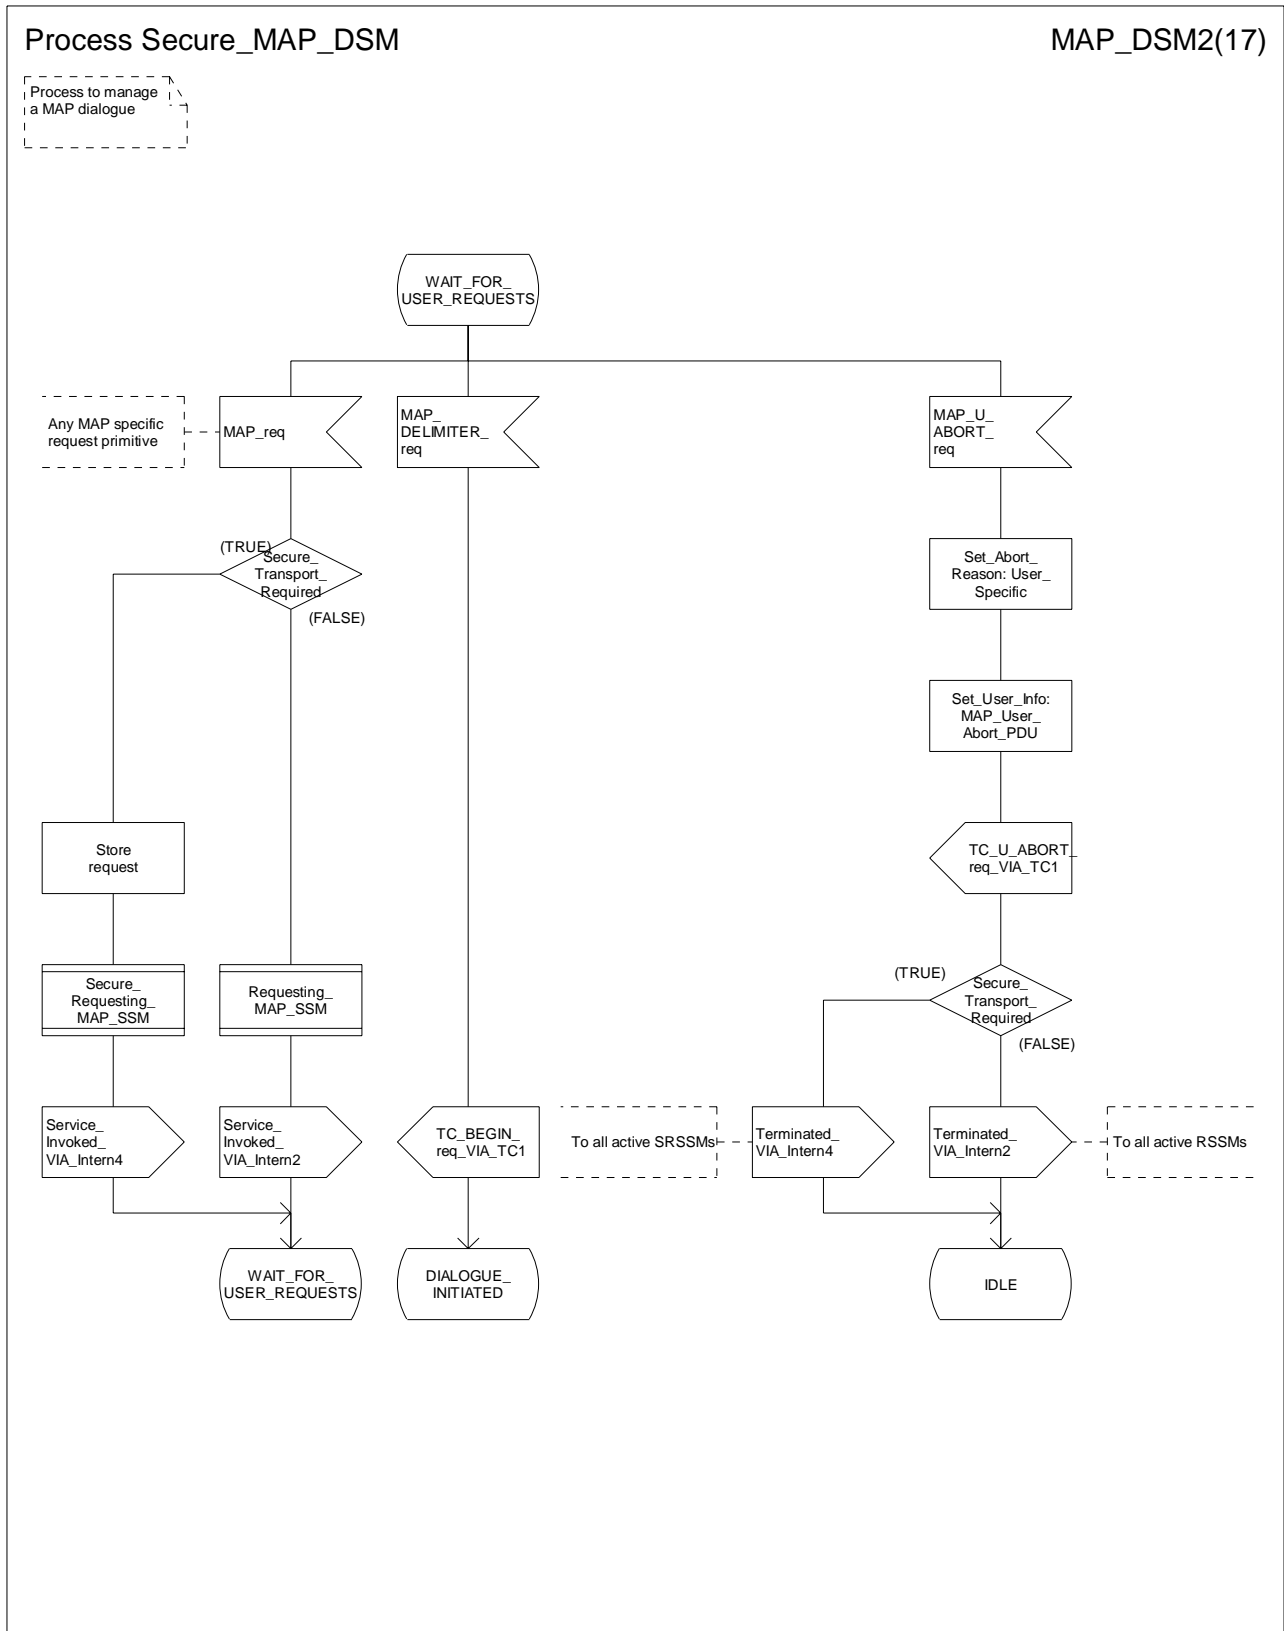 Process Secure_MAP_DSM
MAP_DSM2(17)
Process to manage
a MAP dialogue
WAIT_FOR_
USER_REQUESTS
Any MAP specific
request primitive
MAP_req
MAP_
DELIMITER_
req
MAP_U_
ABORT_
req
(TRUE)
Secure_
Transport_
Required
(FALSE)
Set_Abort_
Reason: User_
Specific
Set_User_Info:
MAP_User_
Abort_PDU
Store
request
TC_U_ABORT_
req_VIA_TC1
Secure_
Requesting_
MAP_SSM
Requesting_
MAP_SSM
(TRUE)
Secure_
Transport_
Required
(FALSE)
Service_
Invoked_
VIA_Intern4
Service_
Invoked_
VIA_Intern2
TC_BEGIN_
req_VIA_TC1
To all active SRSSMs
Terminated_
VIA_Intern4
Terminated_
VIA_Intern2
To all active RSSMs
WAIT_FOR_
USER_REQUESTS
DIALOGUE_
INITIATED
IDLE